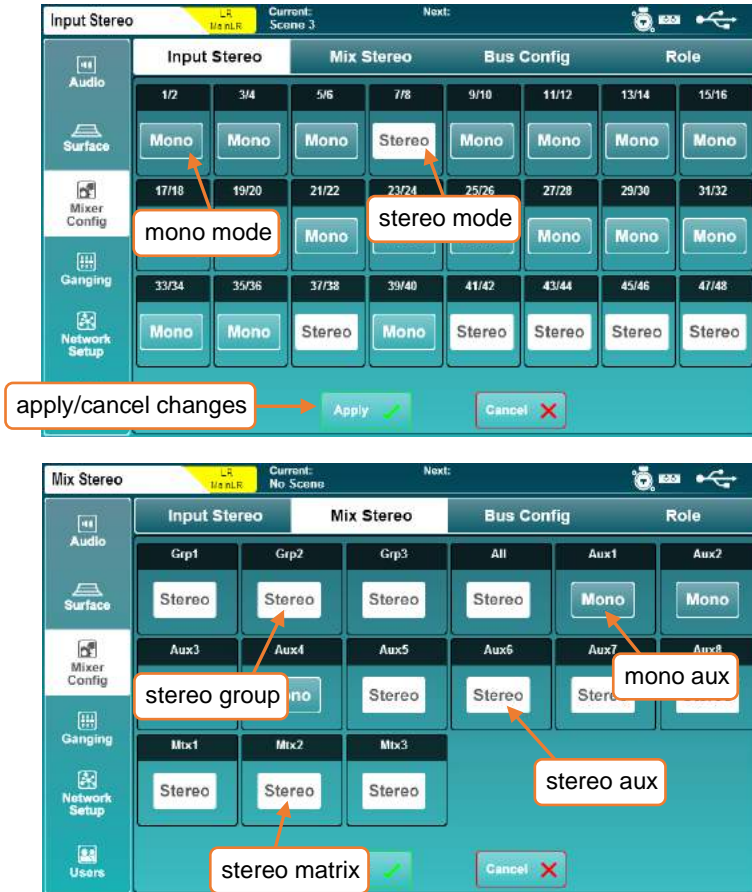 Input Stereo
LR
MainLR
Current:
Scene 3
Next:
Input Stereo
Mix Stereo
Bus Config
Role
Audio
Surface
Mixer
Config
Ganging
Network
Setup
1/2
3/4
5/6
7/8
9/10
11/12
13/14
15/16
Mono
Mono
Mono
Stereo
Mono
Mono
Mono
Mono
17/18
19/20
21/22
23/24
25/26
27/28
29/30
31/32
mono mode
stereo mode
Mono
Mono
Mono
Mono
33/34
35/36
37/38
39/40
41/42
43/44
45/46
47/48
Mono
Mono
Stereo
Mono
Stereo
Stereo
Stereo
Stereo
apply/cancel changes
Apply
Cancel
Mix Stereo
LR
MainLR
Current:
No Scene
Next:
Input Stereo
Mix Stereo
Bus Config
Role
Audio
Surface
Mixer
Config
Ganging
Network
Setup
Users
Grp1
Grp2
Grp3
All
Aux1
Aux2
Stereo
Stereo
Stereo
Stereo
Mono
Mono
Aux3
Aux4
Aux5
Aux6
Aux7
Aux8
stereo group
Stereo
Stereo
mono aux
Mtx1
Mtx2
Mtx3
Stereo
Stereo
Stereo
stereo aux
stereo matrix
Cancel